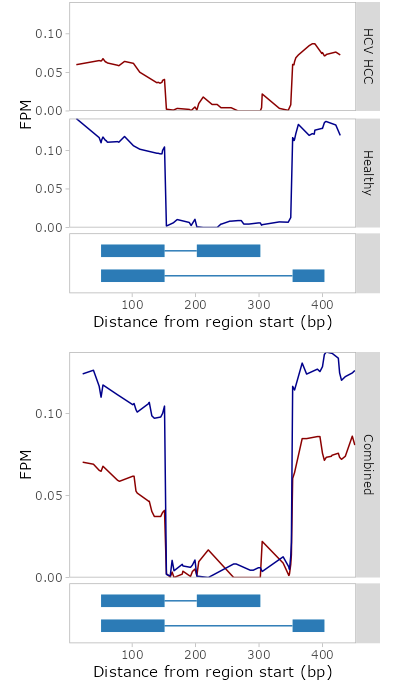 0.10
0.05
0.00
HCV HCC
FPM
0.10
0.05
0.00
Healthy
100 200 300 400
Distance from region start (bp)
0.10
0.05
0.00
FPM
Combined
100 200 300 400
Distance from region start (bp)